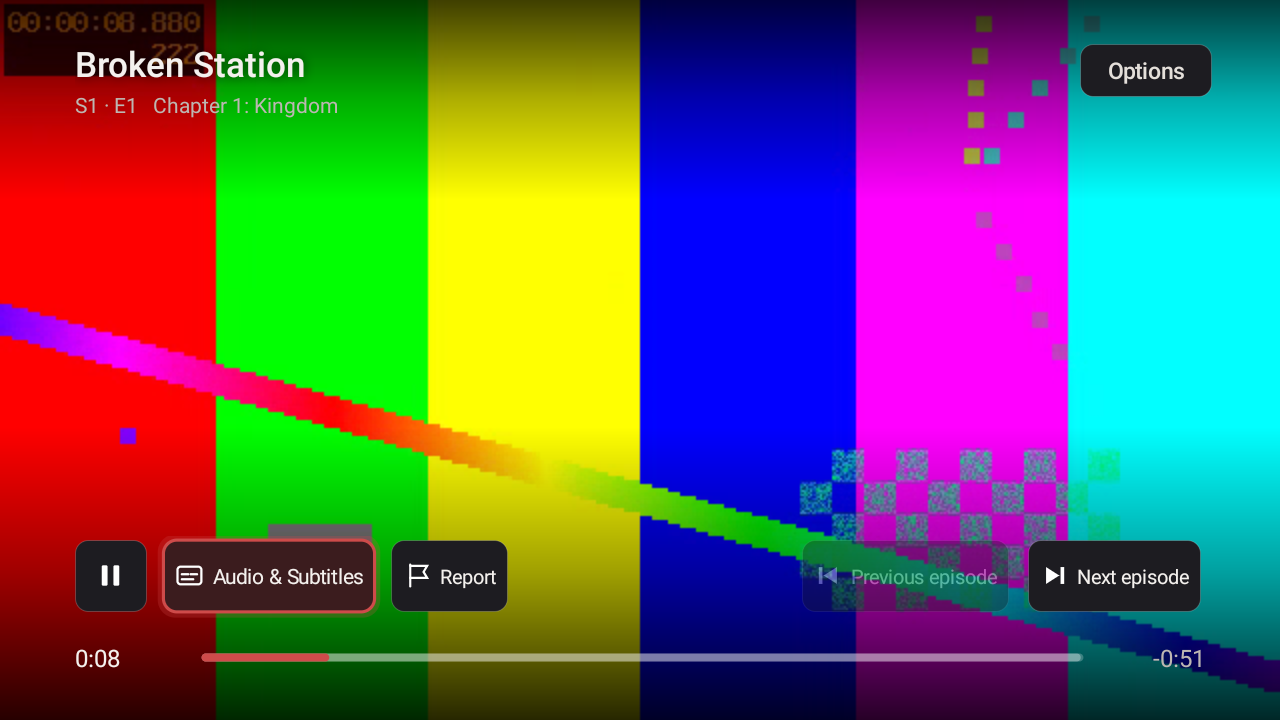 00:00:08.880
222
Broken Station
Options
S1 · E1 Chapter 1: Kingdom
Audio & Subtitles
Report
Previous episode
Next episode
0:08
-0:51